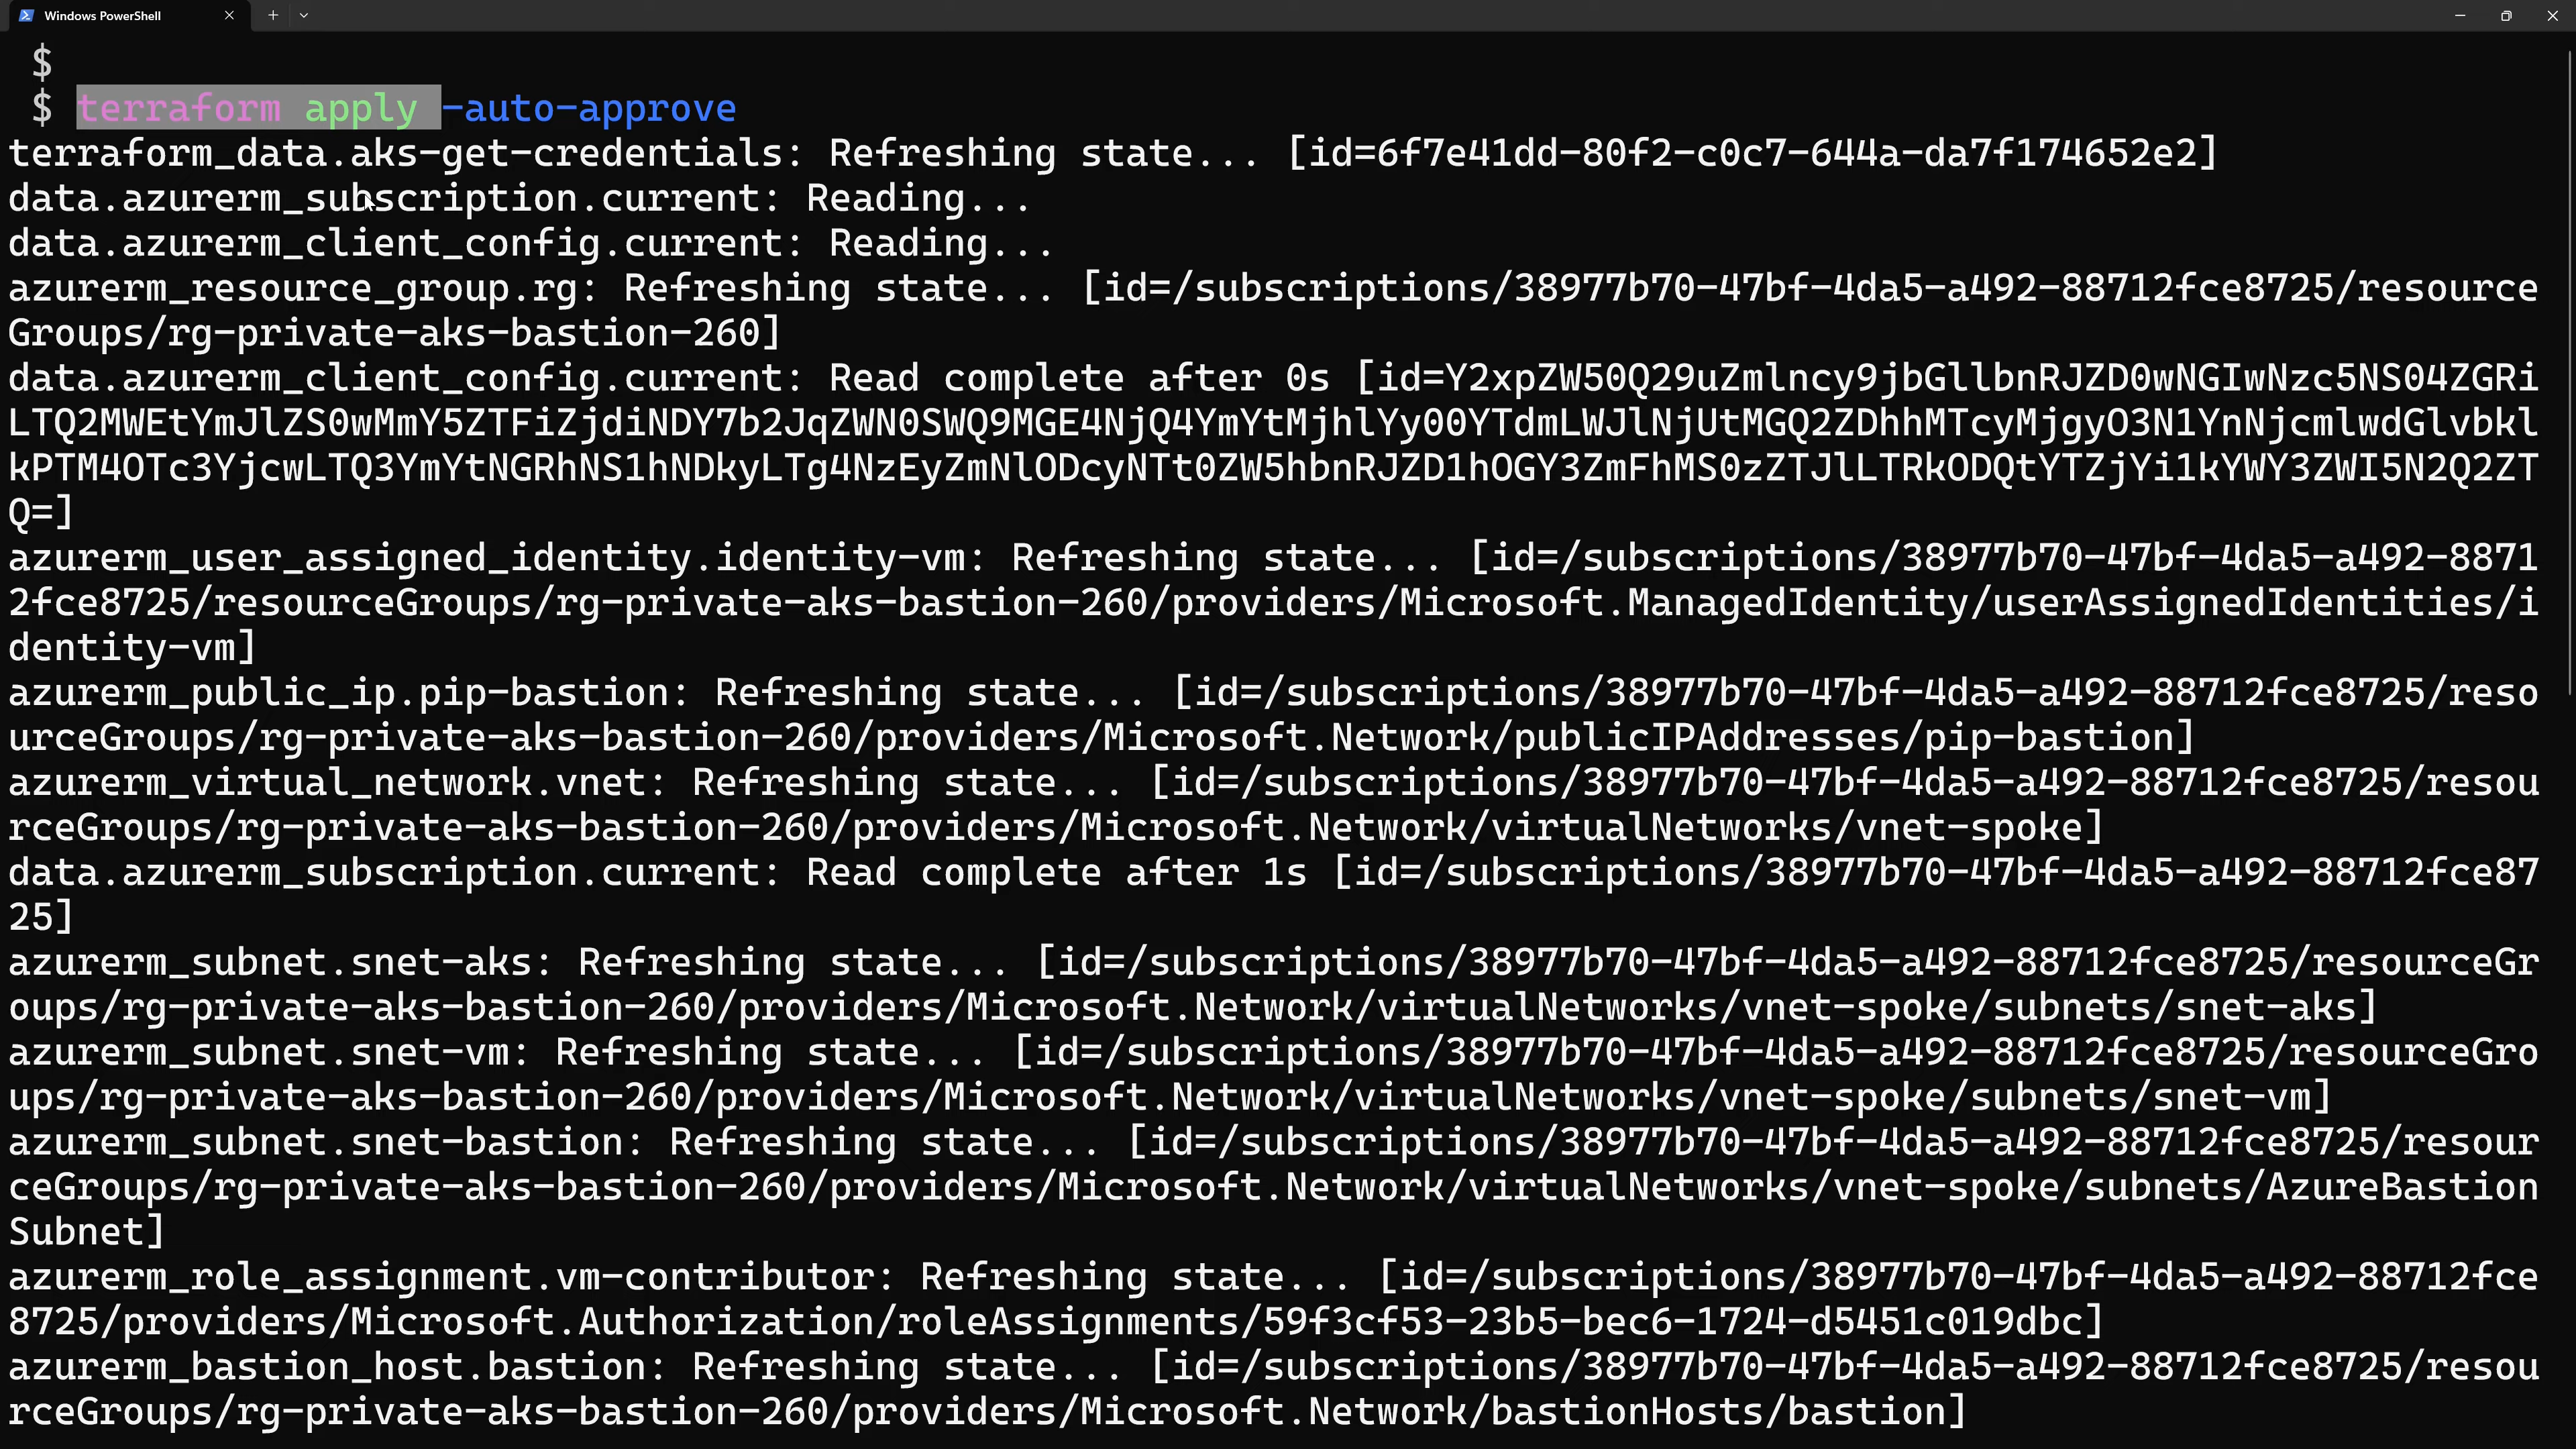 Windows PowerShell
$
$ terraform apply -auto-approve
terraform_data.aks-get-credentials: Refreshing state... [id=6f7e41dd-80f2-c0c7-644a-da7f174652e2]
data.azurerm_subscription.current: Reading...
data.azurerm_client_config.current: Reading...
azurerm_resource_group.rg: Refreshing state... [id=/subscriptions/38977b70-47bf-4da5-a492-88712fce8725/resource
Groups/rg-private-aks-bastion-260]
data.azurerm_client_config.current: Read complete after 0s [id=Y2xpZW50Q29uZmlncy9jbGllbnRJZD0wNGIwNzc5NS04ZGRi
LTQ2MWEtYmJlZS0wMmY5ZTFiZjdiNDY7b2JqZWN0SWQ9MGE4NjQ4YmYtMjhlYy00YTdmLWJlNjUtMGQ2ZDhhMTcyMjgyO3N1YnNjcmlwdGlvbkl
kPTM4OTc3YjcwLTQ3YmYtNGRhNS1hNDkyLTg4NzEyZmNlODcyNTt0ZW5hbnRJZD1hOGY3ZmFhMS0zZTJlLTRkODQtYTZjYi1kYWY3ZWI5N2Q2ZT
Q=]
azurerm_user_assigned_identity.identity-vm: Refreshing state... [id=/subscriptions/38977b70-47bf-4da5-a492-8871
2fce8725/resourceGroups/rg-private-aks-bastion-260/providers/Microsoft.ManagedIdentity/userAssignedIdentities/i
dentity-vm]
azurerm_public_ip.pip-bastion: Refreshing state... [id=/subscriptions/38977b70-47bf-4da5-a492-88712fce8725/reso
urceGroups/rg-private-aks-bastion-260/providers/Microsoft.Network/publicIPAddresses/pip-bastion]
azurerm_virtual_network.vnet: Refreshing state... [id=/subscriptions/38977b70-47bf-4da5-a492-88712fce8725/resou
rceGroups/rg-private-aks-bastion-260/providers/Microsoft.Network/virtualNetworks/vnet-spoke]
data.azurerm_subscription.current: Read complete after 1s [id=/subscriptions/38977b70-47bf-4da5-a492-88712fce87
25]
azurerm_subnet.snet-aks: Refreshing state... [id=/subscriptions/38977b70-47bf-4da5-a492-88712fce8725/resourceGr
oups/rg-private-aks-bastion-260/providers/Microsoft.Network/virtualNetworks/vnet-spoke/subnets/snet-aks]
azurerm_subnet.snet-vm: Refreshing state... [id=/subscriptions/38977b70-47bf-4da5-a492-88712fce8725/resourceGro
ups/rg-private-aks-bastion-260/providers/Microsoft.Network/virtualNetworks/vnet-spoke/subnets/snet-vm]
azurerm_subnet.snet-bastion: Refreshing state... [id=/subscriptions/38977b70-47bf-4da5-a492-88712fce8725/resour
ceGroups/rg-private-aks-bastion-260/providers/Microsoft.Network/virtualNetworks/vnet-spoke/subnets/AzureBastion
Subnet]
azurerm_role_assignment.vm-contributor: Refreshing state... [id=/subscriptions/38977b70-47bf-4da5-a492-88712fce
8725/providers/Microsoft.Authorization/roleAssignments/59f3cf53-23b5-bec6-1724-d5451c019dbc]
azurerm_bastion_host.bastion: Refreshing state... [id=/subscriptions/38977b70-47bf-4da5-a492-88712fce8725/resou
rceGroups/rg-private-aks-bastion-260/providers/Microsoft.Network/bastionHosts/bastion]